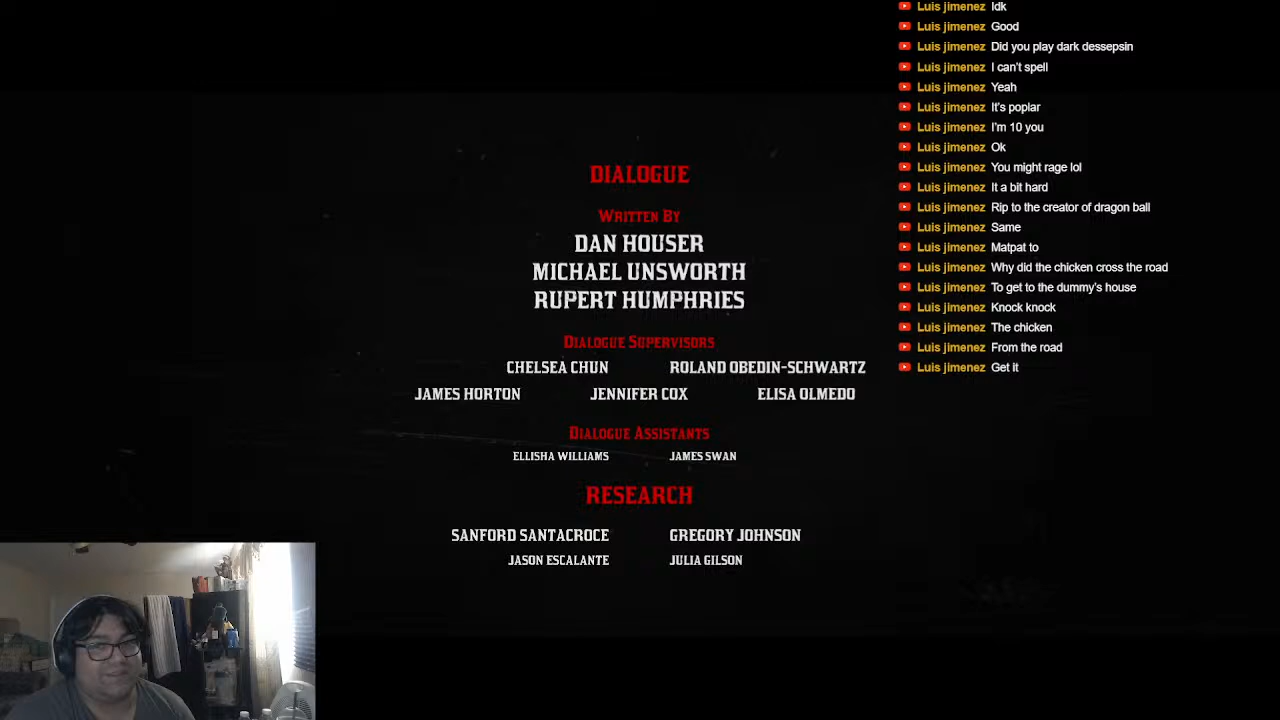 DIALOGUE
WRITTEN BY
DAN HOUSER
MICHAEL UNSWORTH
RUPERT HUMPHRIES
DIALOGUE SUPERVISORS
CHELSEA CHUN ROLAND OBEDIN-SCHWARTZ
JAMES HORTON JENNIFER COX ELISA OLMEDO
DIALOGUE ASSISTANTS
ELLISHA WILLIAMS JAMES SWAN
RESEARCH
SANFORD SANTACROCE GREGORY JOHNSON
JASON ESCALANTE JULIA GILSON
Luis jimenez Idk
Luis jimenez Good
Luis jimenez Did you play dark dessepsin
Luis jimenez I can't spell
Luis jimenez Yeah
Luis jimenez It's poplar
Luis jimenez I'm 10 you
Luis jimenez Ok
Luis jimenez You might rage lol
Luis jimenez It a bit hard
Luis jimenez Rip to the creator of dragon ball
Luis jimenez Same
Luis jimenez Matpat to
Luis jimenez Why did the chicken cross the road
Luis jimenez To get to the dummy's house
Luis jimenez Knock knock
Luis jimenez The chicken
Luis jimenez From the road
Luis jimenez Get it